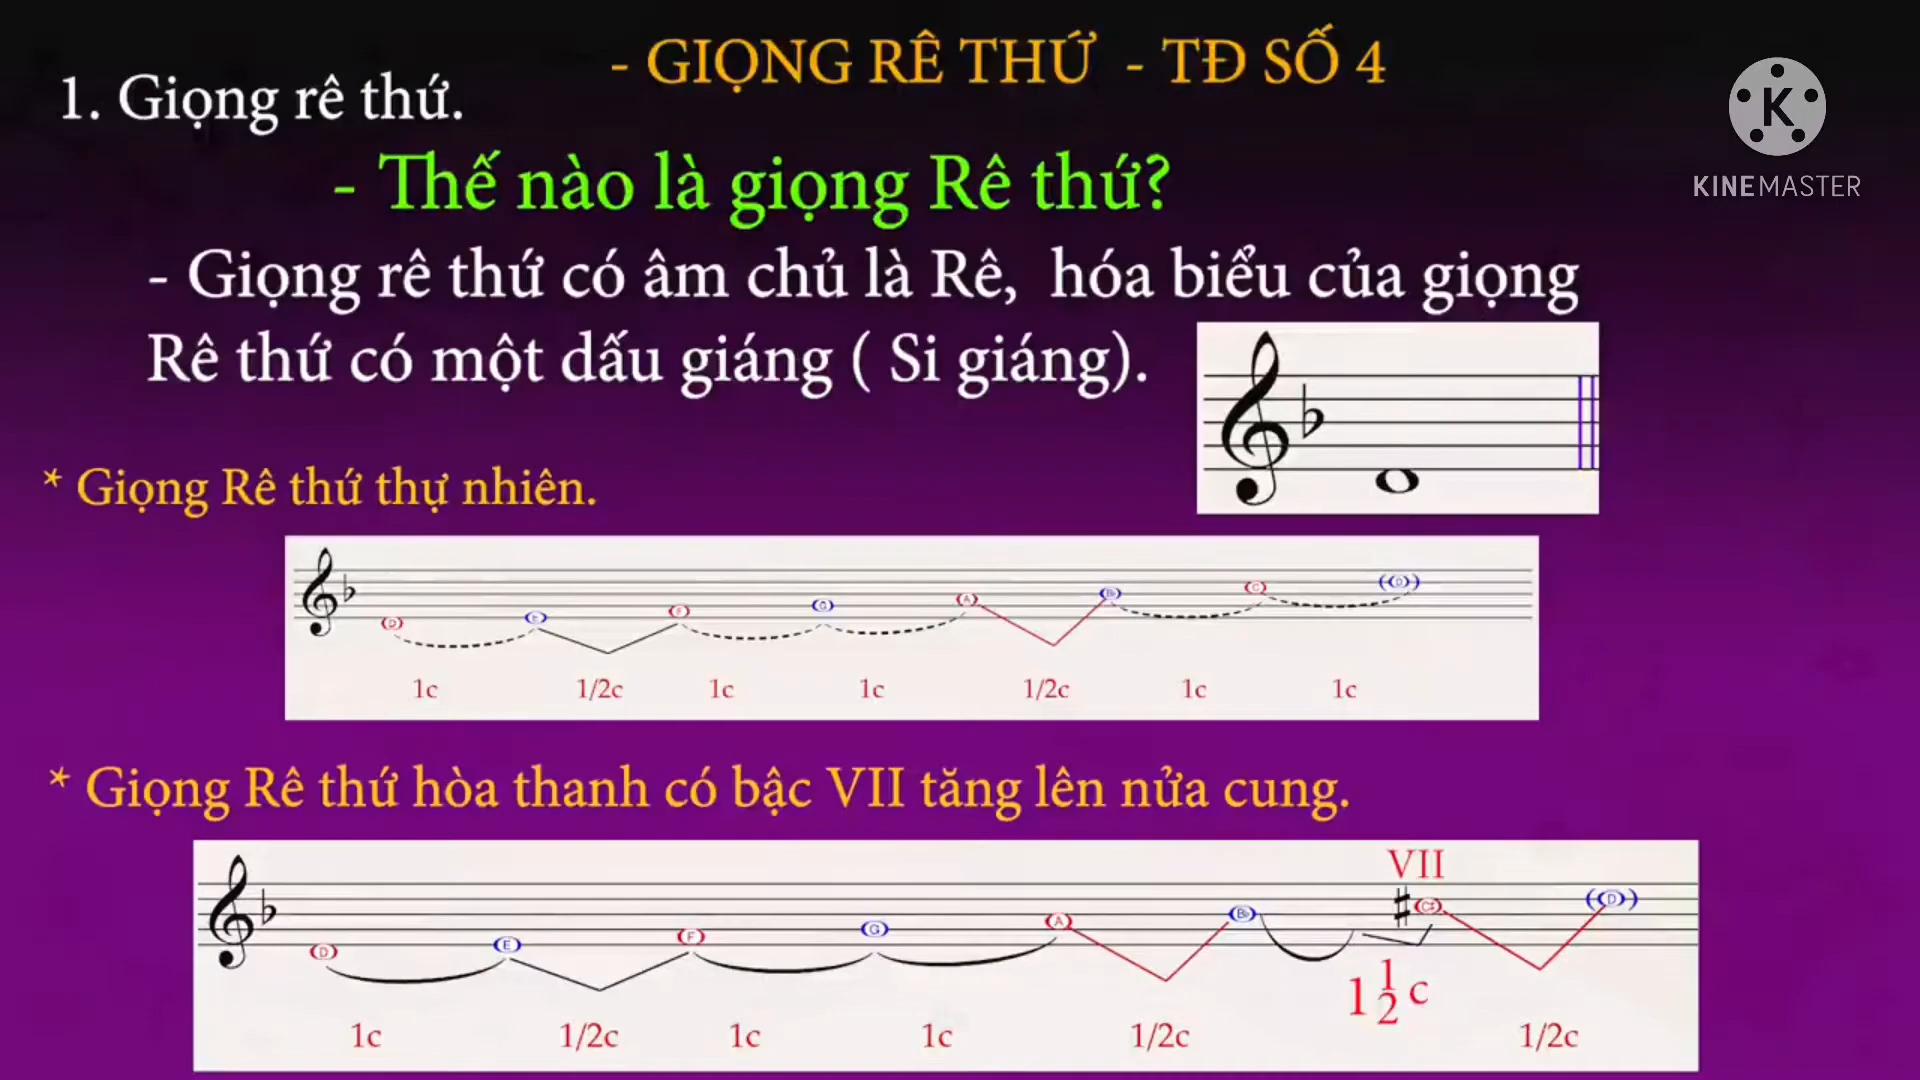 - GIỌNG RÊ THỨ - TĐ SỐ 4
1. Giọng rê thứ.
KINEMASTER
- Thế nào là giọng Rê thứ?
- Giọng rê thứ có âm chủ là Rê, hóa biểu của giọng
Rê thứ có một dấu giáng ( Si giáng).
* Giọng Rê thứ thự nhiên.
D E F G A B♭ C (D)
1c 1/2c 1c 1c 1/2c 1c 1c
* Giọng Rê thứ hòa thanh có bậc VII tăng lên nửa cung.
VII
D E F G A B♭ C♯ (D)
1c 1/2c 1c 1c 1/2c 1 1/2 c 1/2c